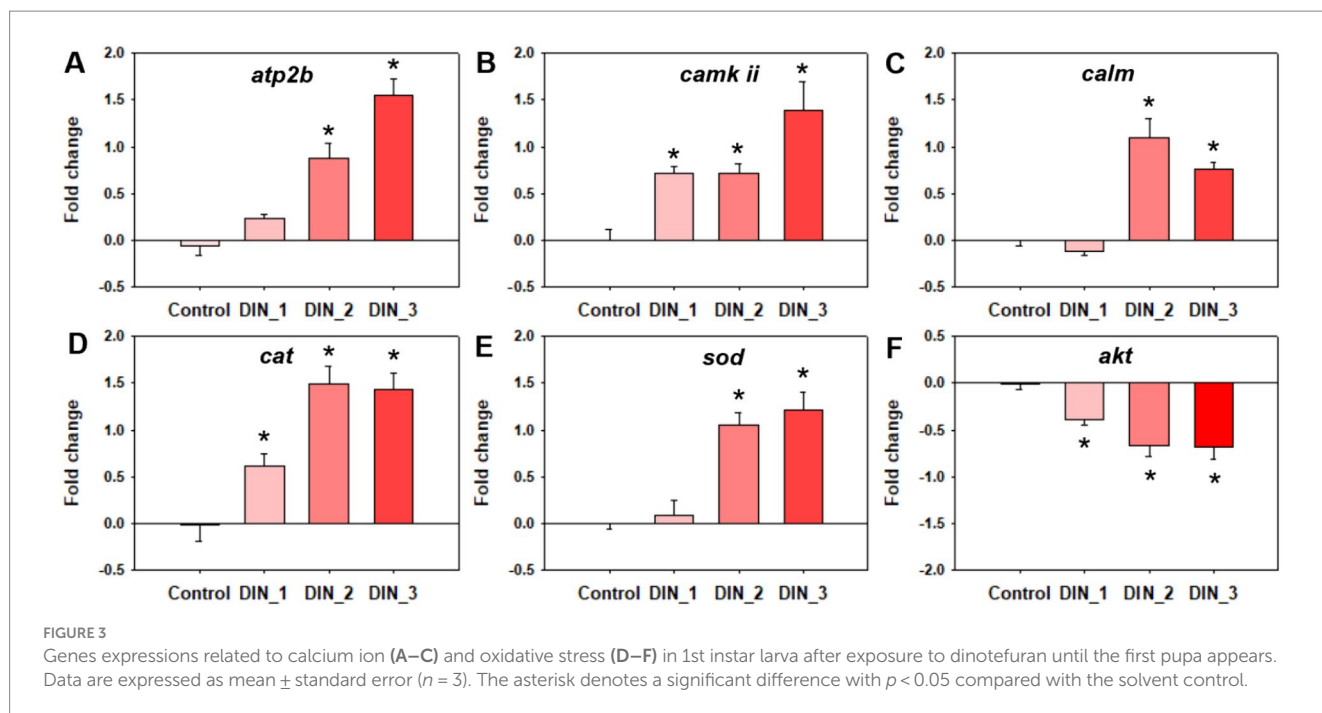 A
atp2b
Fold change
2.0
1.5
1.0
0.5
0.0
-0.5
*
*
Control DIN_1 DIN_2 DIN_3
B
camk ii
Fold change
2.0
1.5
1.0
0.5
0.0
-0.5
*
*
*
Control DIN_1 DIN_2 DIN_3
C
calm
Fold change
2.0
1.5
1.0
0.5
0.0
-0.5
*
*
Control DIN_1 DIN_2 DIN_3
D
cat
Fold change
2.0
1.5
1.0
0.5
0.0
-0.5
*
*
*
Control DIN_1 DIN_2 DIN_3
E
sod
Fold change
2.0
1.5
1.0
0.5
0.0
-0.5
*
*
Control DIN_1 DIN_2 DIN_3
F
akt
Fold change
0.5
0.0
-0.5
-1.0
-1.5
-2.0
*
*
*
Control DIN_1 DIN_2 DIN_3
FIGURE 3
Genes expressions related to calcium ion (A–C) and oxidative stress (D–F) in 1st instar larva after exposure to dinotefuran until the first pupa appears.
Data are expressed as mean ± standard error (n = 3). The asterisk denotes a significant difference with p < 0.05 compared with the solvent control.